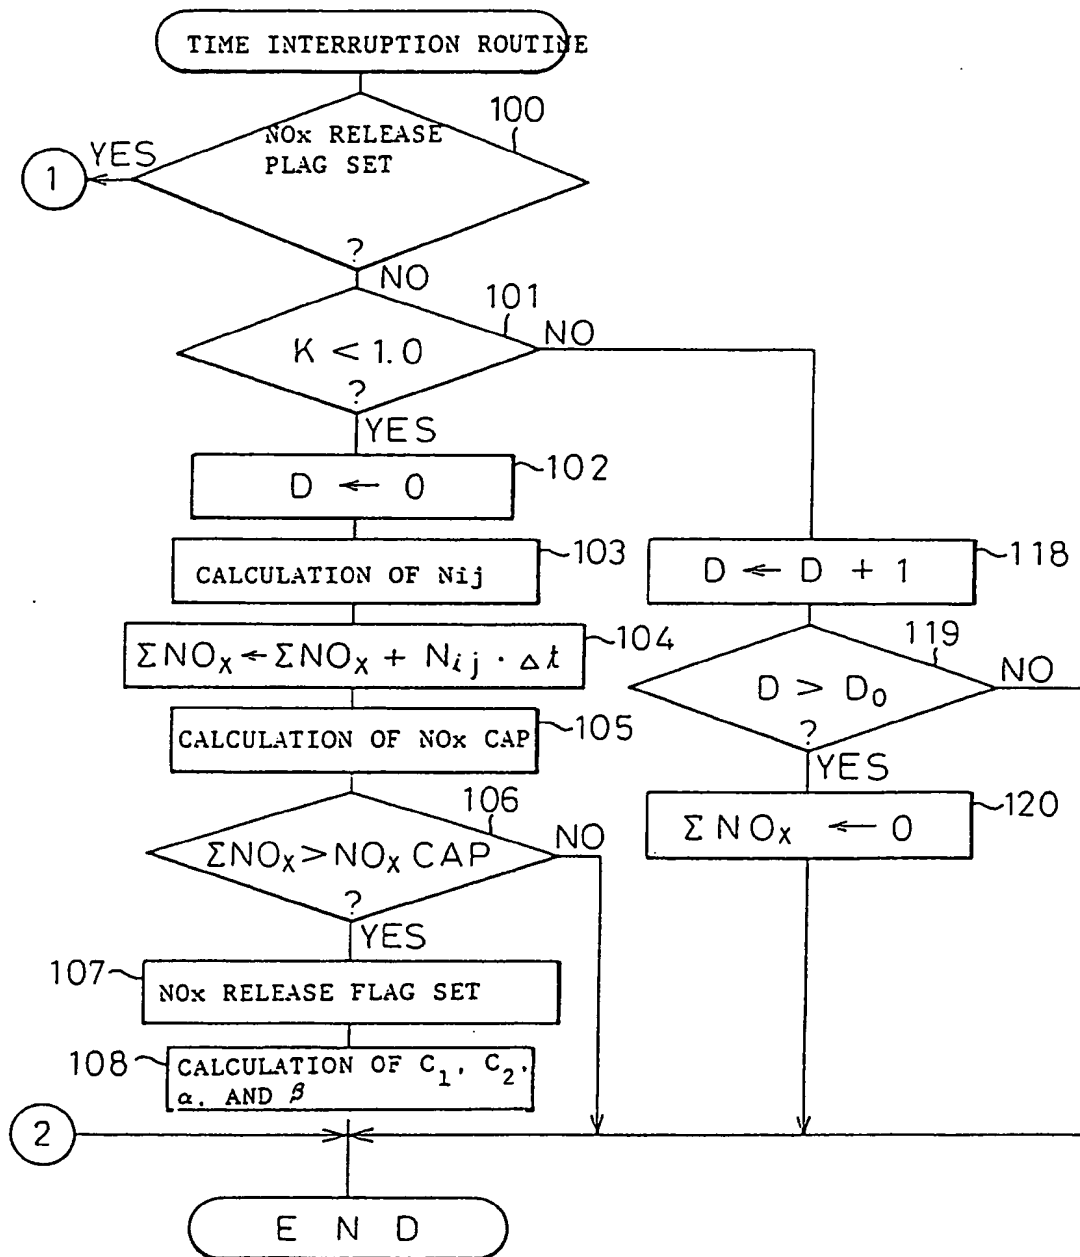 TIME INTERRUPTION ROUTINE
100
NOx RELEASE
PLAG SET
?
YES
1
NO
101
K < 1.0
?
NO
YES
D ← 0
102
CALCULATION OF Nij
103
ΣNOx ← ΣNOx + Nij · Δt
104
CALCULATION OF NOx CAP
105
106
ΣNOx > NOx CAP
?
NO
YES
107
NOx RELEASE FLAG SET
108
CALCULATION OF C1, C2,
α, AND β
118
D ← D + 1
119
D > D0
?
NO
YES
120
ΣNOx ← 0
2
END